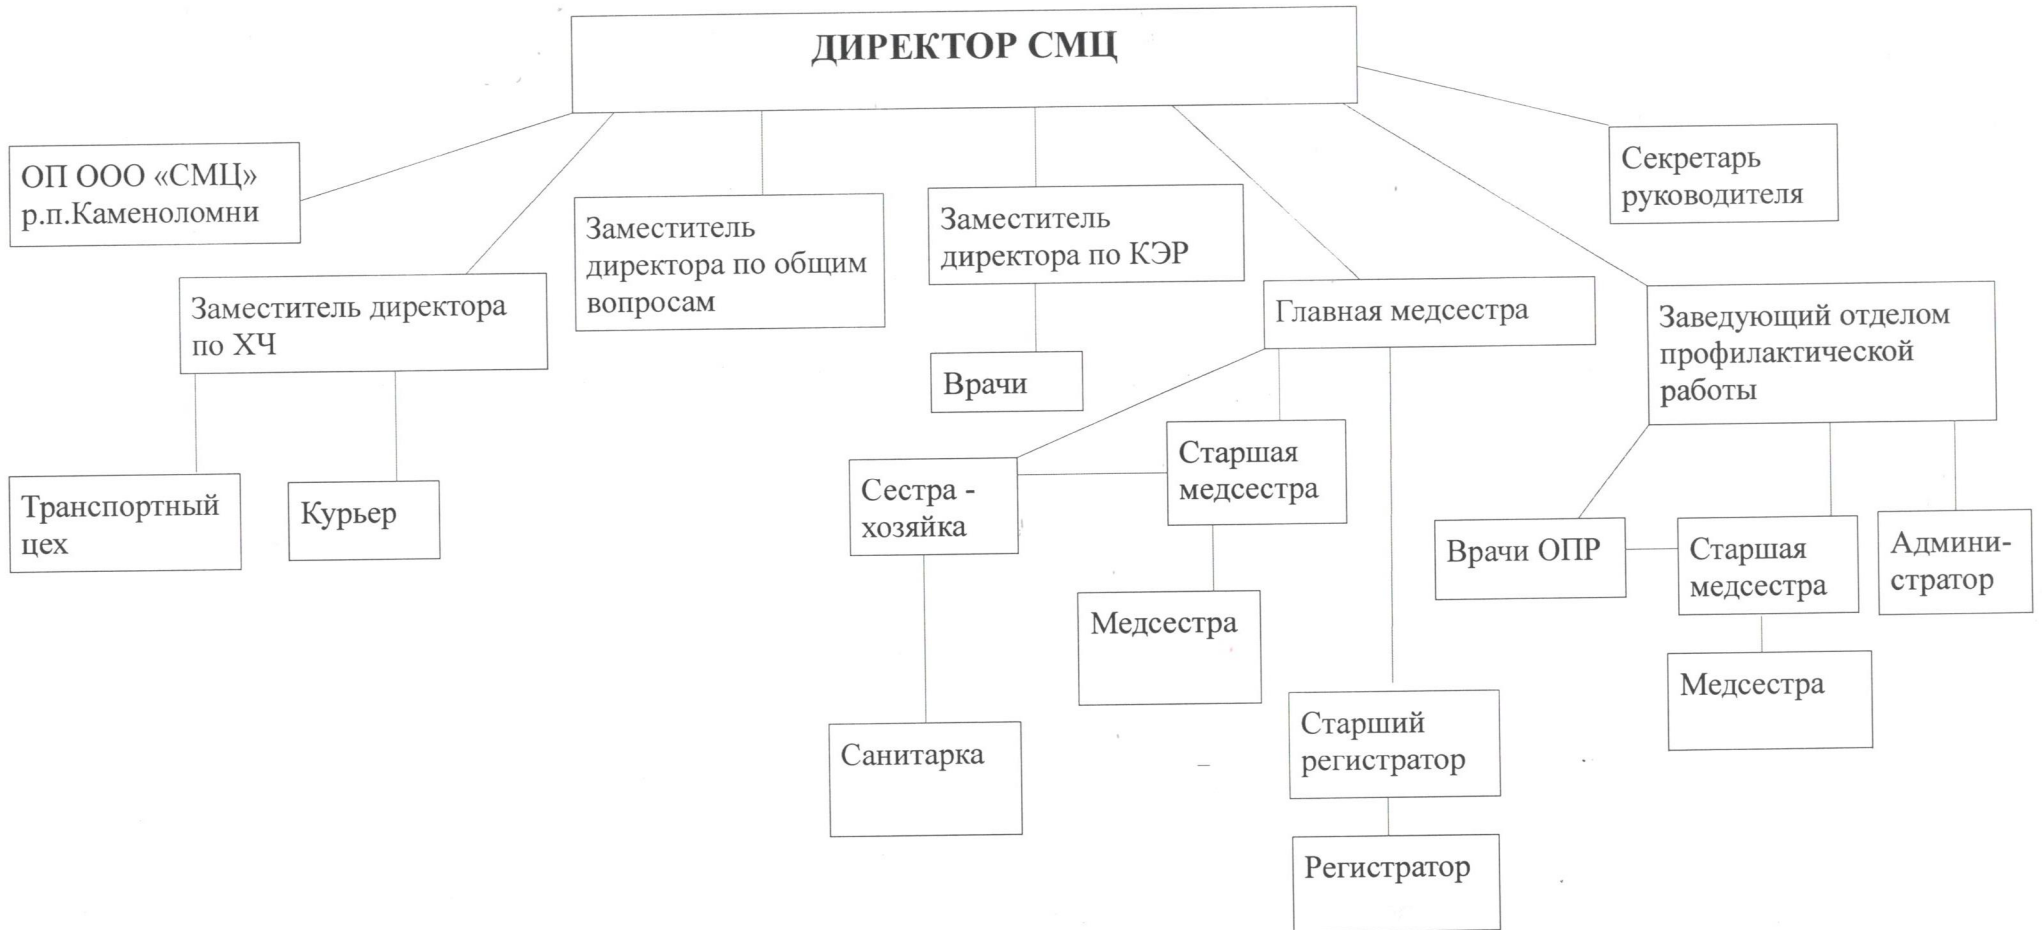 ДИРЕКТОР СМЦ
ОП ООО «СМЦ»
р.п.Каменоломни
Секретарь
руководителя
Заместитель
директора по общим
вопросам
Заместитель
директора по КЭР
Заместитель директора
по ХЧ
Главная медсестра
Заведующий отделом
профилактической
работы
Врачи
Транспортный
цех
Курьер
Сестра -
хозяйка
Старшая
медсестра
Врачи ОПР
Старшая
медсестра
Админи-
стратор
Медсестра
Медсестра
Санитарка
Старший
регистратор
Регистратор